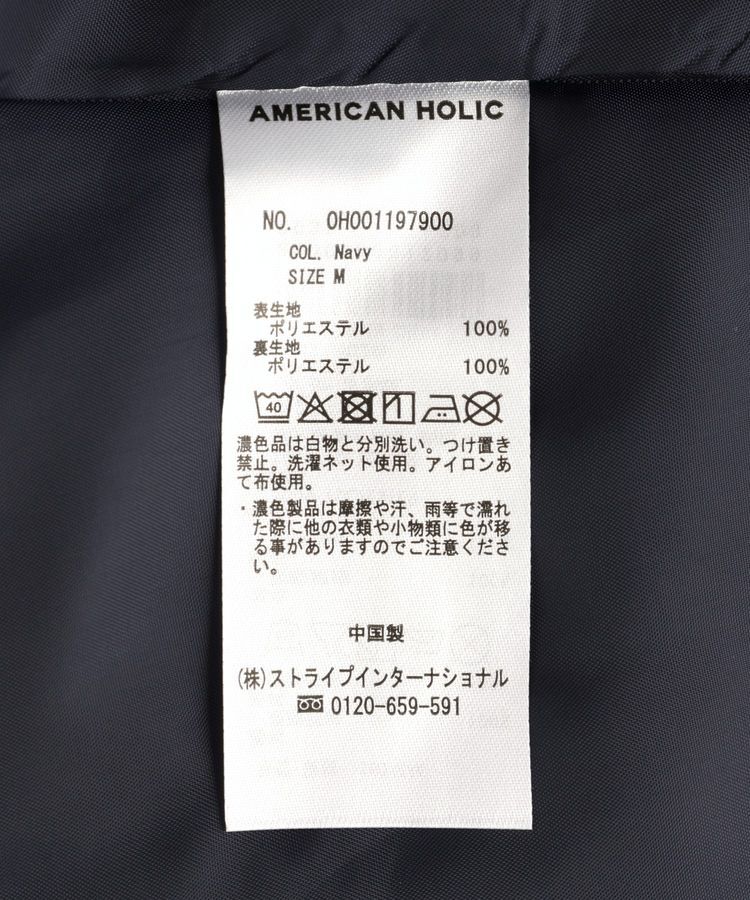 AMERICAN HOLIC
NO. OH001197900
COL. Navy
SIZE M
表生地
ポリエステル 100%
裏生地
ポリエステル 100%
40
濃色品は白物と分別洗い。つけ置き
禁止。洗濯ネット使用。アイロンあ
て布使用。
・濃色製品は摩擦や汗、雨等で濡れ
た際に他の衣類や小物類に色が移
る事がありますのでご注意くださ
い。
中国製
(株)ストライプインターナショナル
0120-659-591